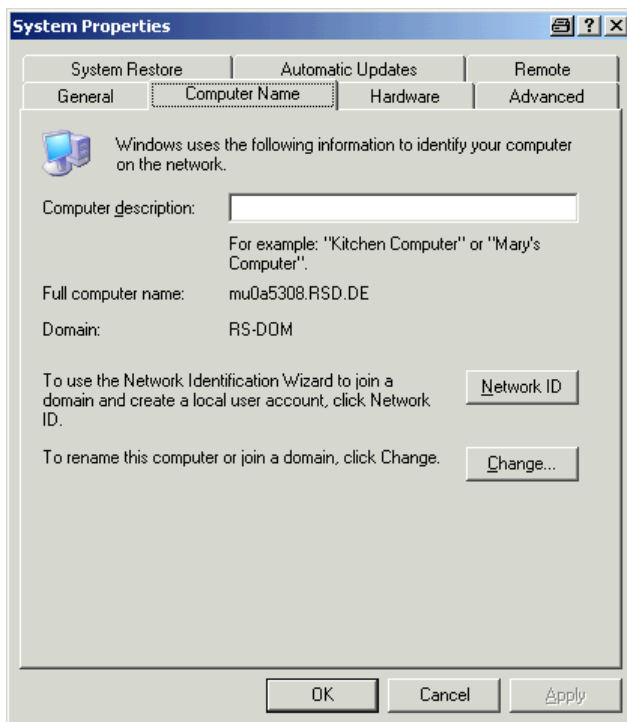 System Properties
System Restore Automatic Updates Remote
General Computer Name Hardware Advanced
Windows uses the following information to identify your computer
on the network.
Computer description:
For example: "Kitchen Computer" or "Mary's
Computer".
Full computer name: mu0a5308.RSD.DE
Domain: RS-DOM
To use the Network Identification Wizard to join a
domain and create a local user account, click Network
ID.
Network ID
To rename this computer or join a domain, click Change.
Change...
OK Cancel Apply